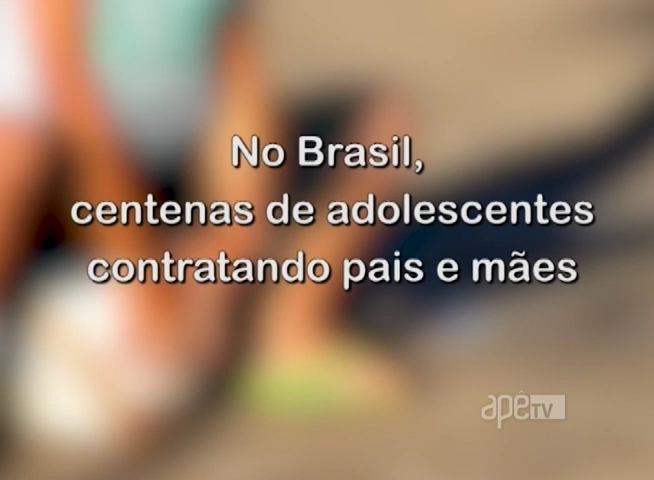 No Brasil,
centenas de adolescentes
contratando pais e mães
apêTV